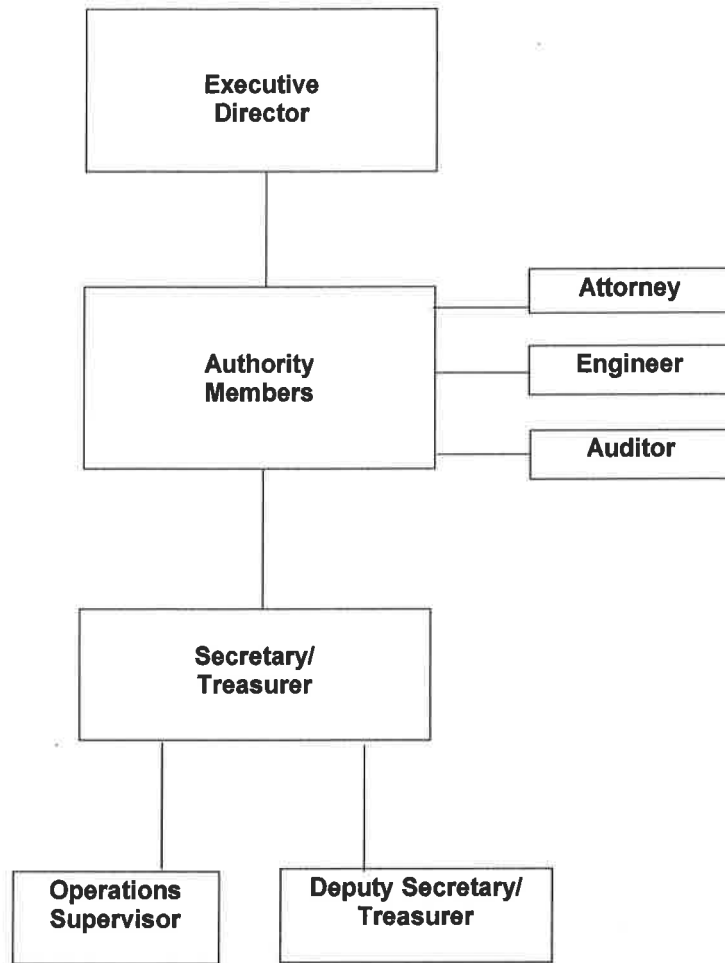 Executive
Director
Attorney
Authority
Members
Engineer
Auditor
Secretary/
Treasurer
Operations
Supervisor
Deputy Secretary/
Treasurer